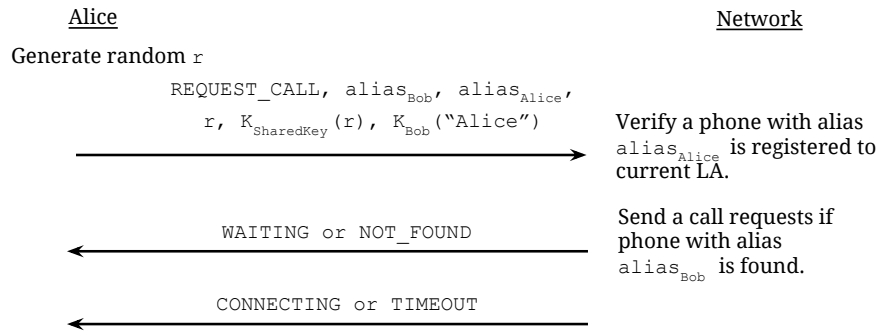 Alice
Network
Generate random r
REQUEST_CALL, alias_Bob, alias_Alice,
r, K_SharedKey(r), K_Bob(“Alice”)
Verify a phone with alias
alias_Alice is registered to
current LA.
WAITING or NOT_FOUND
Send a call requests if
phone with alias
alias_Bob is found.
CONNECTING or TIMEOUT